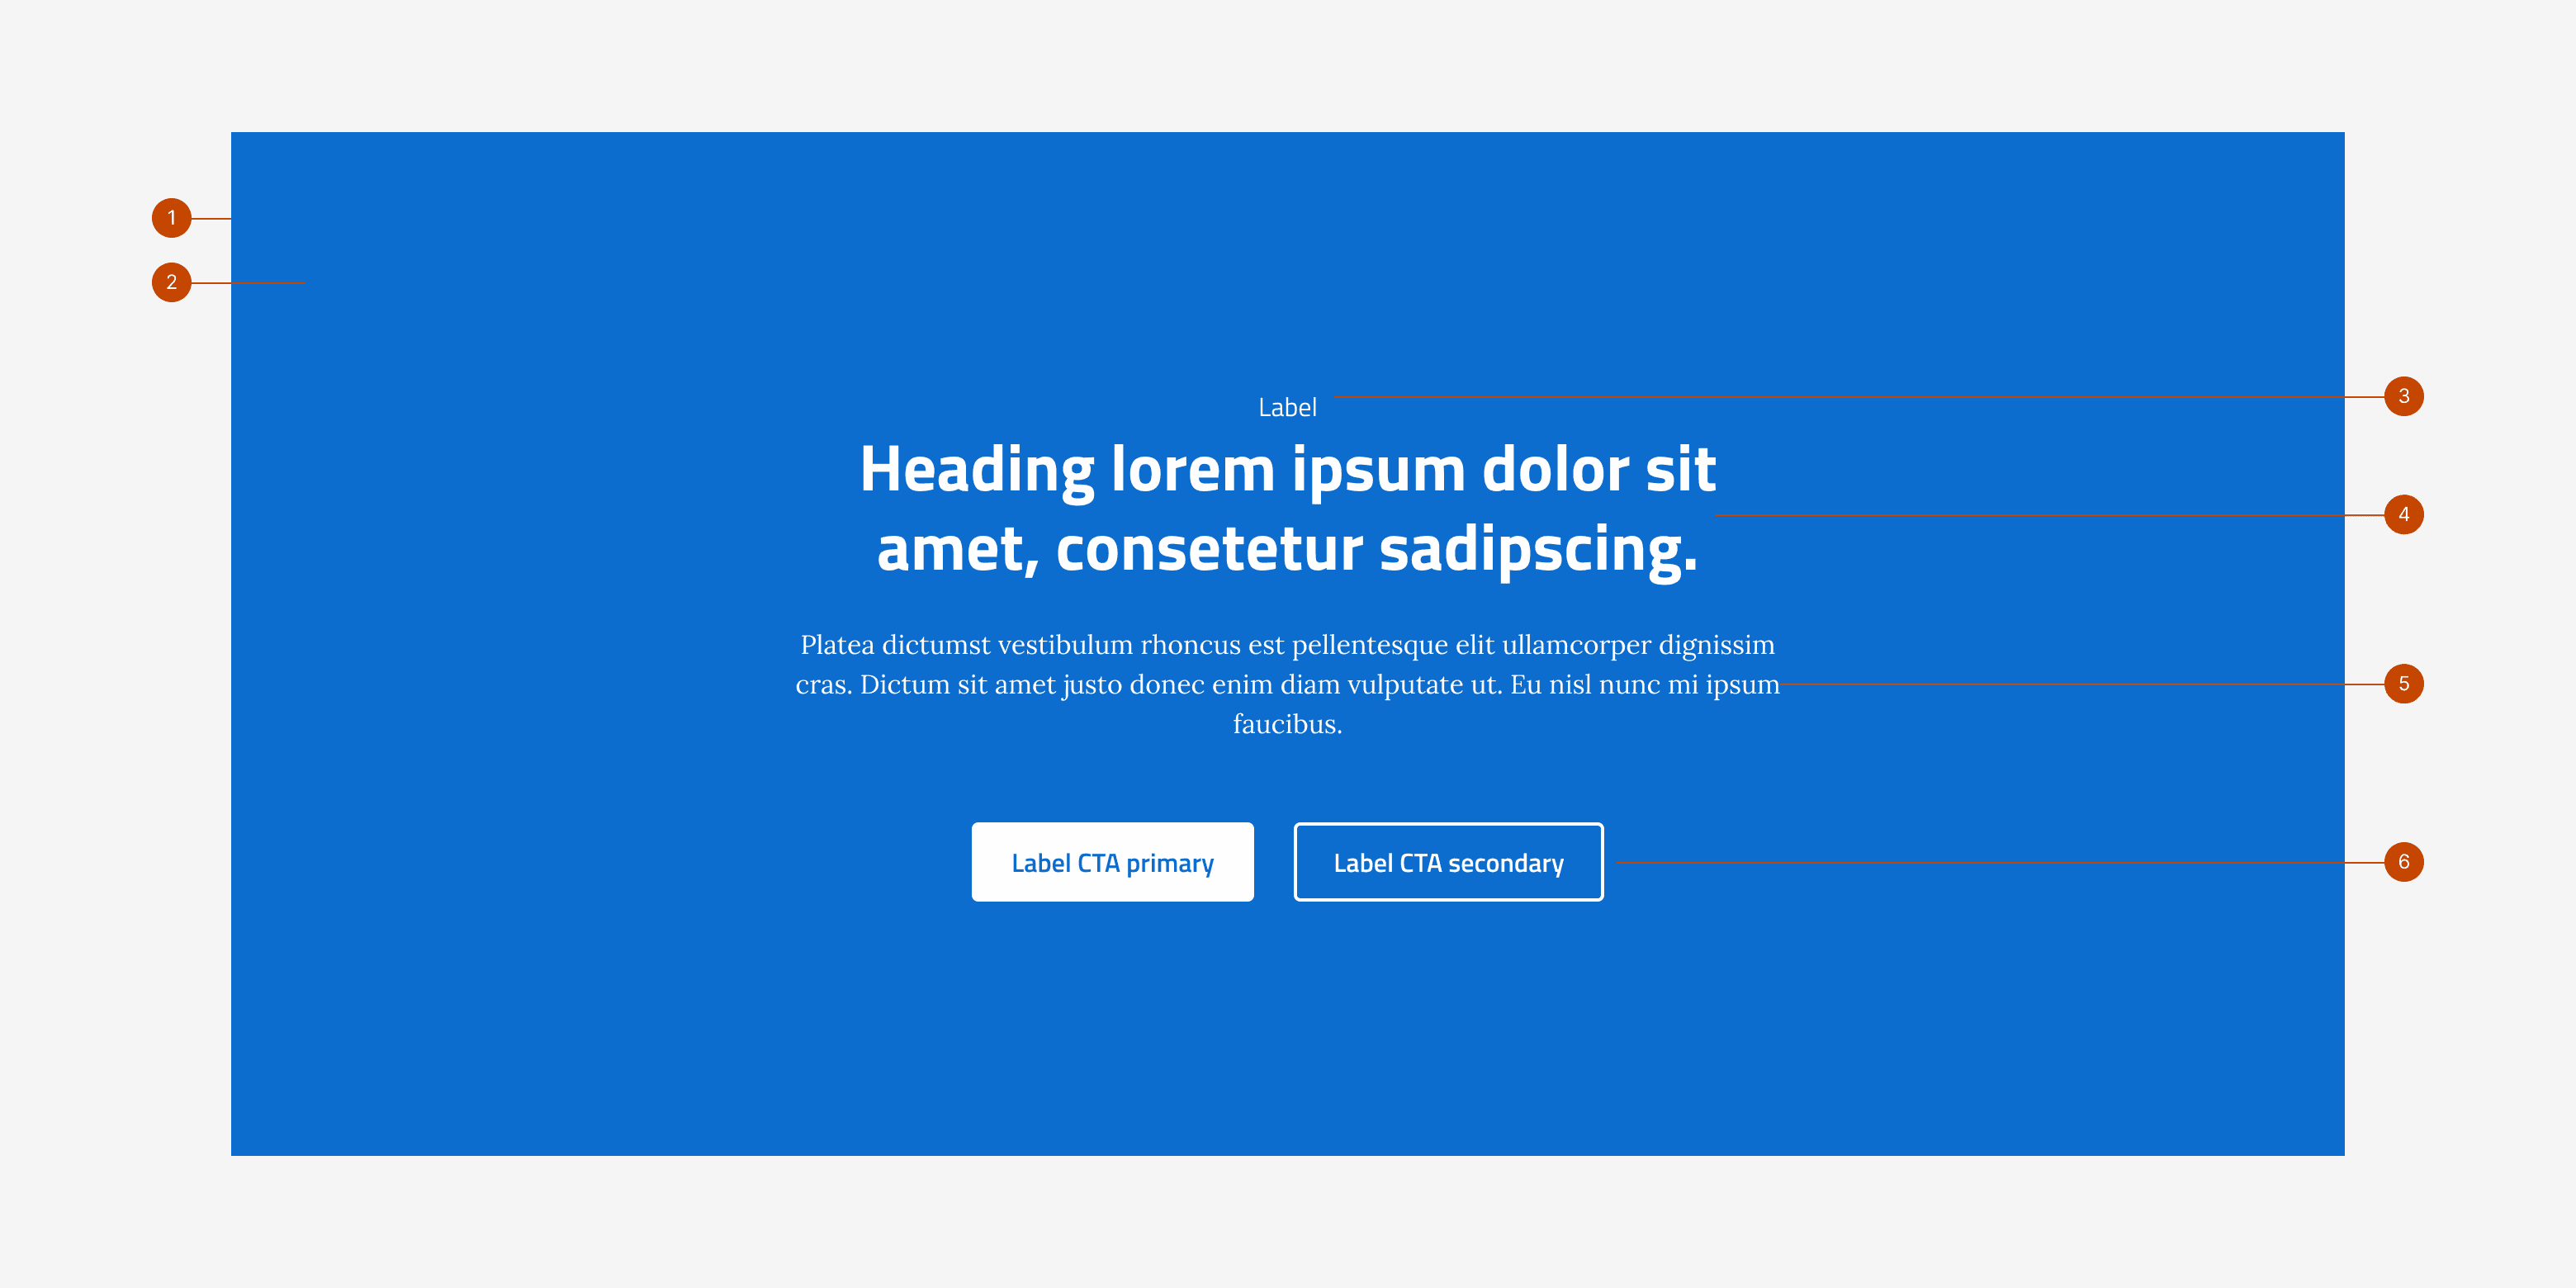 1
2
Label
3
Heading lorem ipsum dolor sit
4
amet, consetetur sadipscing.
Platea dictumst vestibulum rhoncus est pellentesque elit ullamcorper dignissim
cras. Dictum sit amet justo donec enim diam vulputate ut. Eu nisl nunc mi ipsum
5
faucibus.
Label CTA primary
Label CTA secondary
6